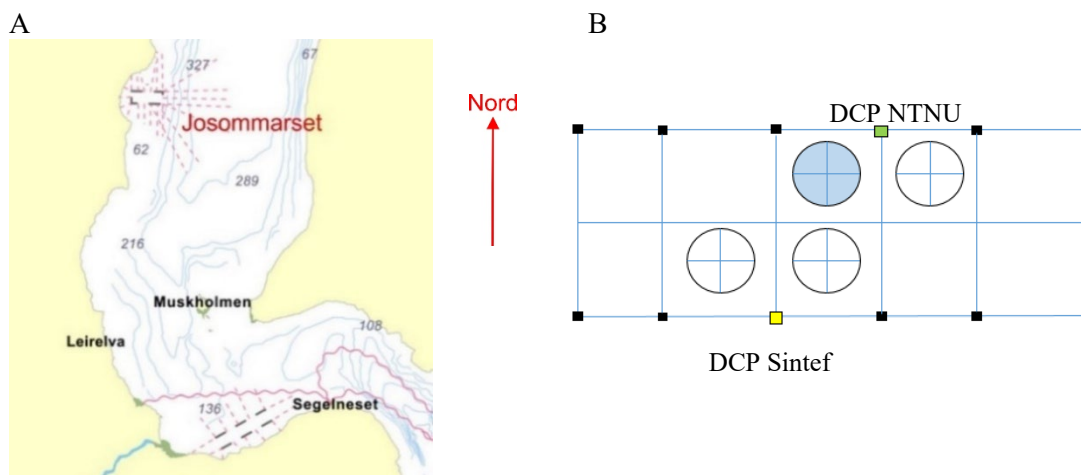 A
B
67
327
Josommarset
62
289
216
Muskholmen
Leirelva
108
136
Segelneset
Nord
DCP NTNU
DCP Sintef